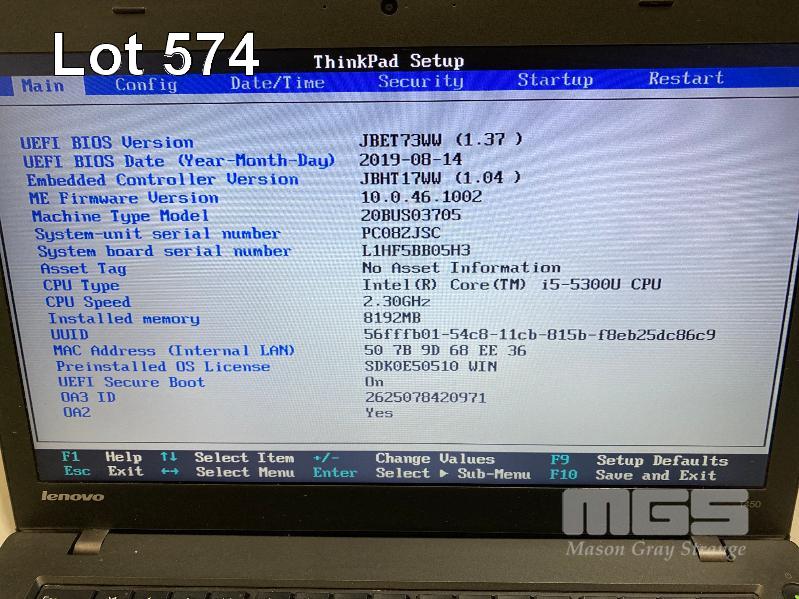 Lot 574
ThinkPad Setup
Main Config Date/Time Security Startup Restart
UEFI BIOS Version JBET73WW (1.37 )
UEFI BIOS Date (Year-Month-Day) 2019-08-14
Embedded Controller Version JBHT17WW (1.04 )
ME Firmware Version 10.0.46.1002
Machine Type Model 20BUS03705
System-unit serial number PC08ZJSC
System board serial number L1HF5BB05H3
Asset Tag No Asset Information
CPU Type Intel(R) Core(TM) i5-5300U CPU
CPU Speed 2.30GHz
Installed memory 8192MB
UUID 56fffb01-54c8-11cb-815b-f8eb25dc86c9
MAC Address (Internal LAN) 50 7B 9D 68 EE 36
Preinstalled OS License SDK0E50510 WIN
UEFI Secure Boot On
OA3 ID 2625078420971
OA2 Yes
F1 Help ↑↓ Select Item +/- Change Values F9 Setup Defaults
Esc Exit ↔ Select Menu Enter Select ▶ Sub-Menu F10 Save and Exit
lenovo
MGS
Mason Gray Strange